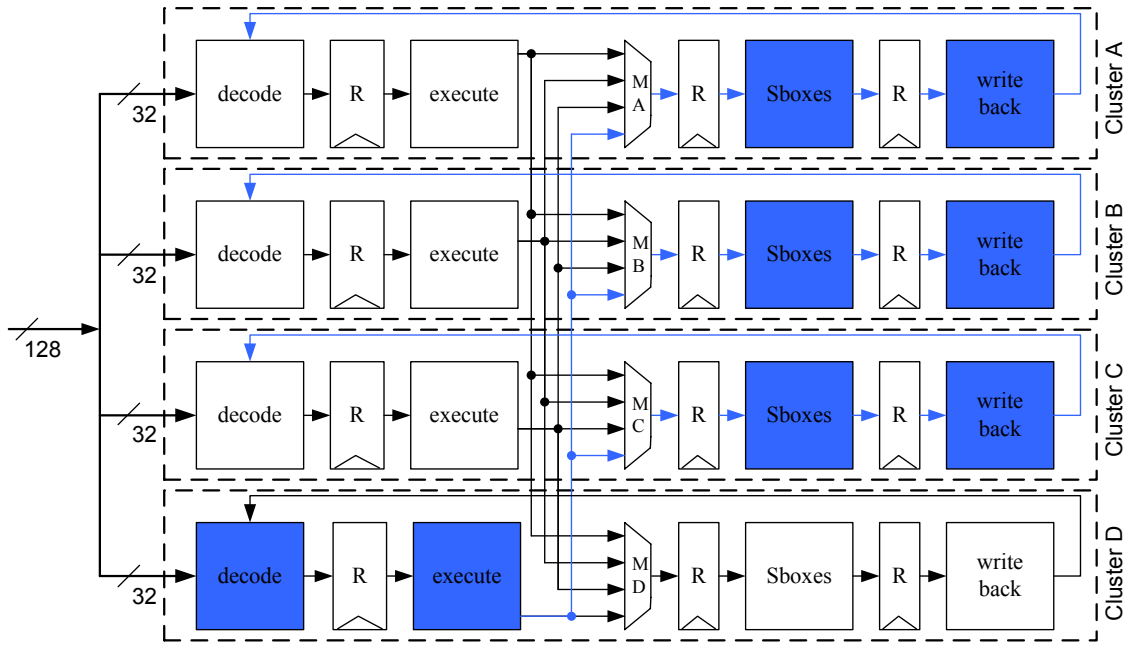 decode
R
execute
M
A
R
Sboxes
R
write
back
Cluster A
32
decode
R
execute
M
B
R
Sboxes
R
write
back
Cluster B
32
128
decode
R
execute
M
C
R
Sboxes
R
write
back
Cluster C
32
decode
R
execute
M
D
R
Sboxes
R
write
back
Cluster D
32